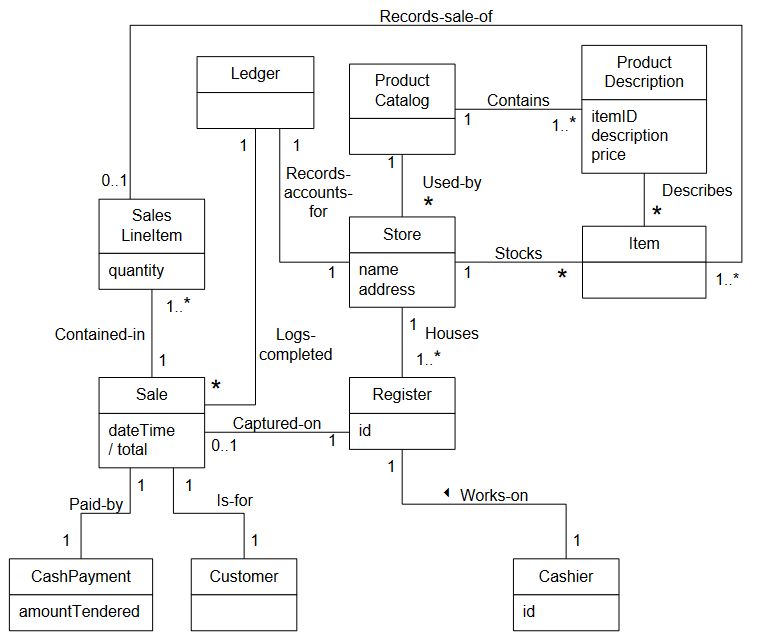 Records-sale-of
Ledger
Product
Catalog
Product
Description
itemID
description
price
Contains
1
1..*
1
1
Records-
accounts-
for
1
Used-by
*
Describes
*
0..1
Sales
LineItem
quantity
Store
name
address
Stocks
1
1
*
Item
1..*
1..*
Contained-in
1
Logs-
completed
*
1
Houses
1..*
Sale
dateTime
/ total
Captured-on
0..1
1
Register
id
1
Paid-by
1
1
Is-for
1
1
Works-on
1
CashPayment
amountTendered
Customer
Cashier
id